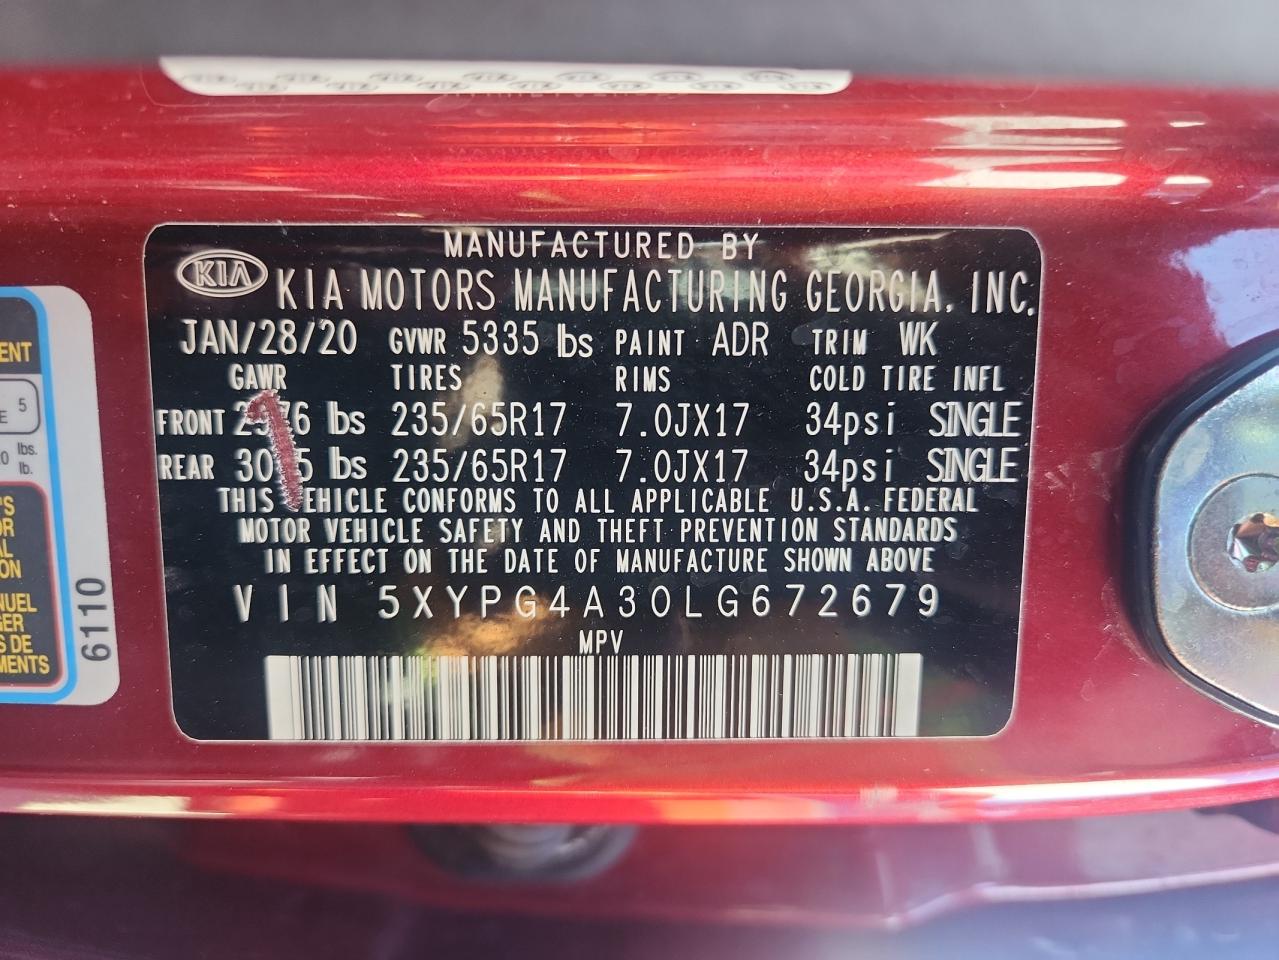 MANUFACTURED BY
KIA KIA MOTORS MANUFACTURING GEORGIA, INC.
JAN/28/20 GVWR 5335 lbs PAINT ADR TRIM WK
GAWR TIRES RIMS COLD TIRE INFL
FRONT lbs 235/65R17 7.0JX17 34psi SINGLE
REAR lbs 235/65R17 7.0JX17 34psi SINGLE
THIS VEHICLE CONFORMS TO ALL APPLICABLE U.S.A. FEDERAL
MOTOR VEHICLE SAFETY AND THEFT PREVENTION STANDARDS
IN EFFECT ON THE DATE OF MANUFACTURE SHOWN ABOVE
VIN 5XYPG4A30LG672679
MPV
5
lbs.
lb.
6110